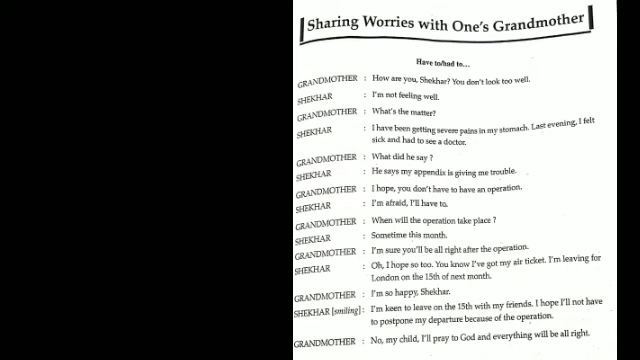 Sharing Worries with One's Grandmother
Have to/had to...
GRANDMOTHER : How are you, Shekhar? You don't look too well.
SHEKHAR : I'm not feeling well.
GRANDMOTHER : What's the matter?
SHEKHAR : I have been getting severe pains in my stomach. Last evening, I felt
sick and had to see a doctor.
GRANDMOTHER : What did he say ?
SHEKHAR : He says my appendix is giving me trouble.
GRANDMOTHER : I hope, you don't have to have an operation.
SHEKHAR : I'm afraid, I'll have to.
GRANDMOTHER : When will the operation take place ?
SHEKHAR : Sometime this month.
GRANDMOTHER : I'm sure you'll be all right after the operation.
SHEKHAR : Oh, I hope so too. You know I've got my air ticket. I'm leaving for
London on the 15th of next month.
GRANDMOTHER : I'm so happy, Shekhar.
SHEKHAR [smiling] : I'm keen to leave on the 15th with my friends. I hope I'll not have
to postpone my departure because of the operation.
GRANDMOTHER : No, my child, I'll pray to God and everything will be all right.